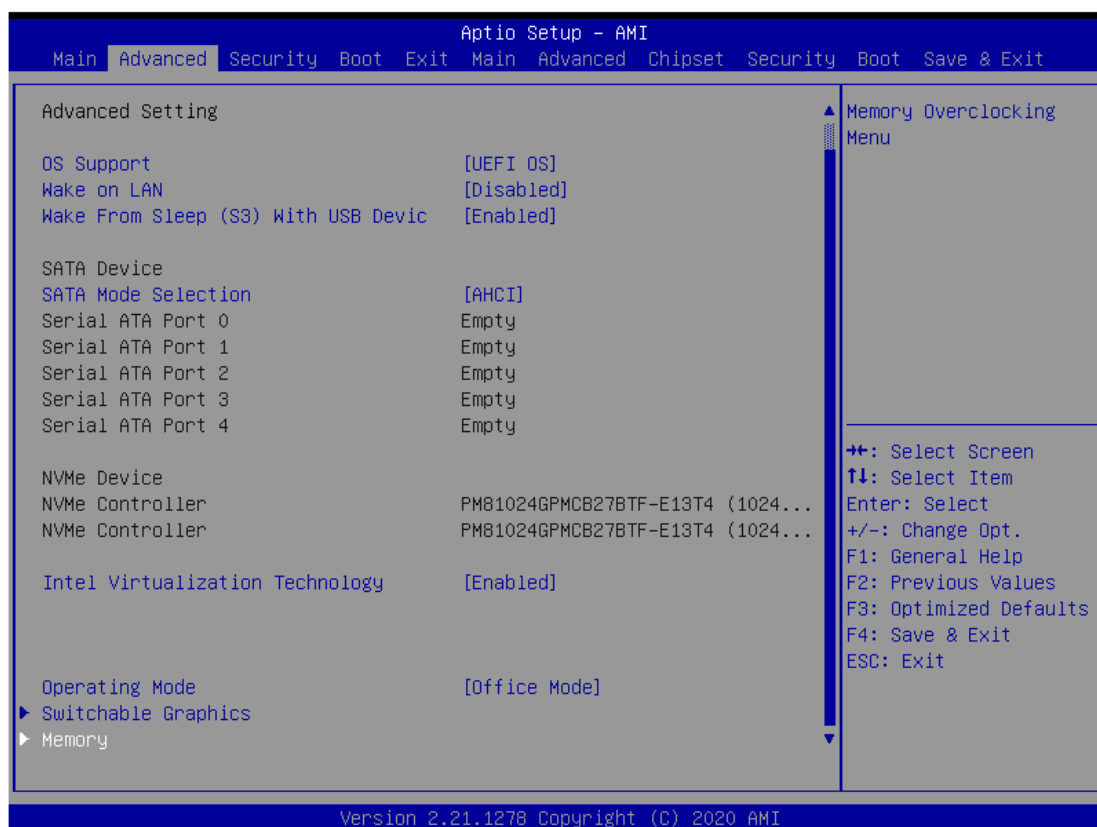 Aptio Setup – AMI
Main Advanced Security Boot Exit Main Advanced Chipset Security Boot Save & Exit
Advanced Setting
OS Support [UEFI OS]
Wake on LAN [Disabled]
Wake From Sleep (S3) With USB Devic [Enabled]
SATA Device
SATA Mode Selection [AHCI]
Serial ATA Port 0 Empty
Serial ATA Port 1 Empty
Serial ATA Port 2 Empty
Serial ATA Port 3 Empty
Serial ATA Port 4 Empty
NVMe Device
NVMe Controller PM81024GPMCB27BTF-E13T4 (1024...
NVMe Controller PM81024GPMCB27BTF-E13T4 (1024...
Intel Virtualization Technology [Enabled]
Operating Mode [Office Mode]
Switchable Graphics
Memory
Memory Overclocking
Menu
→←: Select Screen
↑↓: Select Item
Enter: Select
+/-: Change Opt.
F1: General Help
F2: Previous Values
F3: Optimized Defaults
F4: Save & Exit
ESC: Exit
Version 2.21.1278 Copyright (C) 2020 AMI